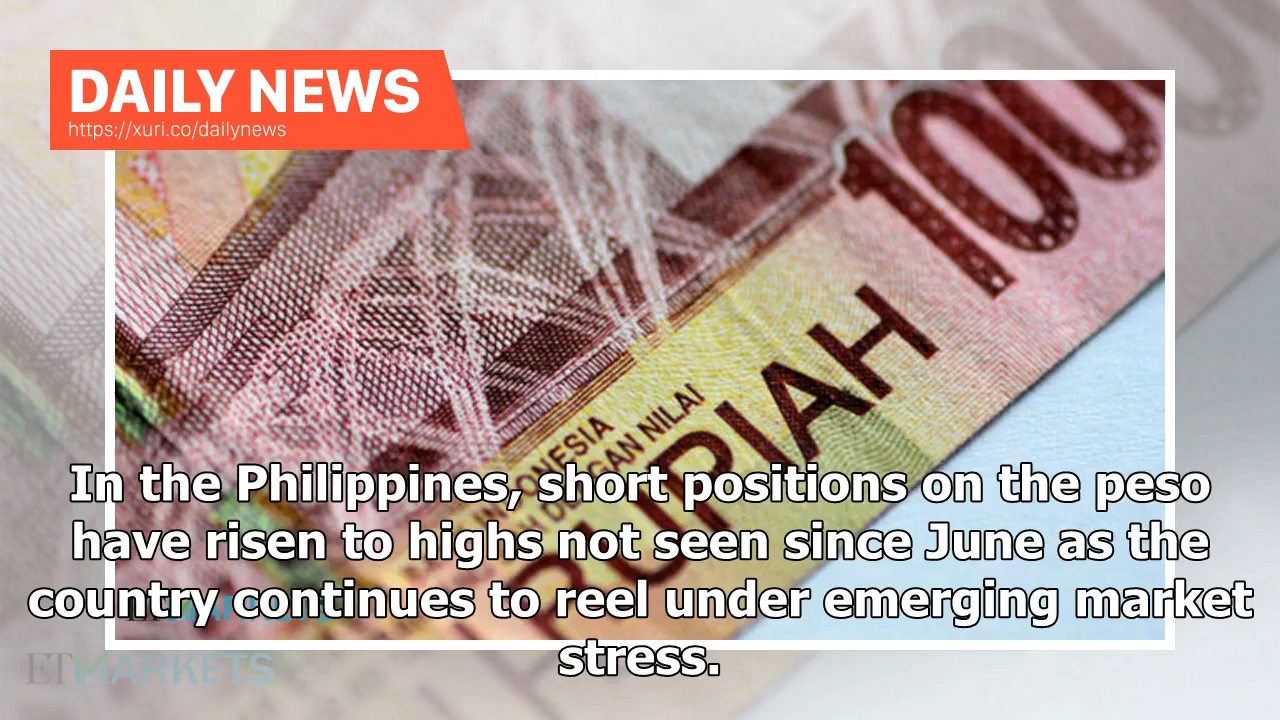 DAILY NEWS
https://xuri.co/dailynews
100
RUPIAH
DENGAN NILAI
In the Philippines, short positions on the peso
have risen to highs not seen since June as the
country continues to reel under emerging market
stress.
ETMARKETS